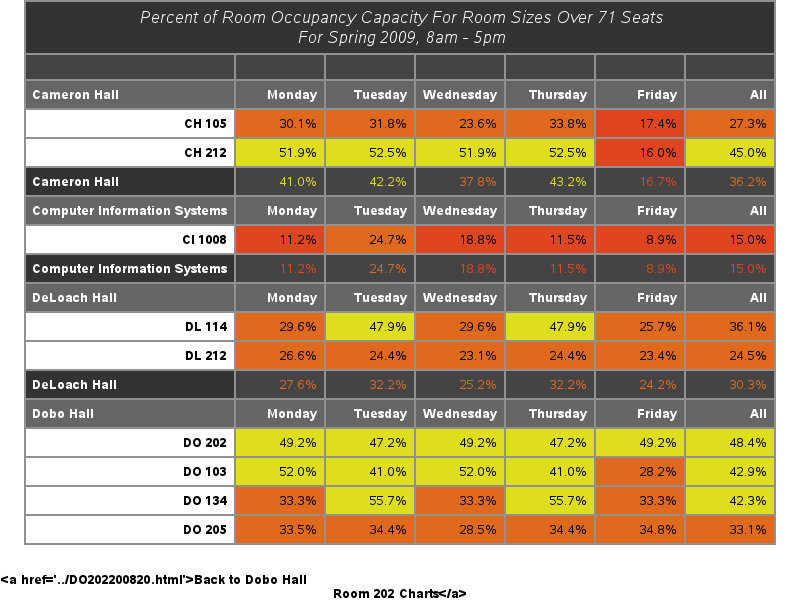 Percent of Room Occupancy Capacity For Room Sizes Over 71 Seats
For Spring 2009, 8am - 5pm
Cameron Hall Monday Tuesday Wednesday Thursday Friday All
CH 105 30.1% 31.8% 23.6% 33.8% 17.4% 27.3%
CH 212 51.9% 52.5% 51.9% 52.5% 16.0% 45.0%
Cameron Hall 41.0% 42.2% 37.8% 43.2% 16.7% 36.2%
Computer Information Systems Monday Tuesday Wednesday Thursday Friday All
CI 1008 11.2% 24.7% 18.8% 11.5% 8.9% 15.0%
Computer Information Systems 11.2% 24.7% 18.8% 11.5% 8.9% 15.0%
DeLoach Hall Monday Tuesday Wednesday Thursday Friday All
DL 114 29.6% 47.9% 29.6% 47.9% 25.7% 36.1%
DL 212 26.6% 24.4% 23.1% 24.4% 23.4% 24.5%
DeLoach Hall 27.6% 32.2% 25.2% 32.2% 24.2% 30.3%
Dobo Hall Monday Tuesday Wednesday Thursday Friday All
DO 202 49.2% 47.2% 49.2% 47.2% 49.2% 48.4%
DO 103 52.0% 41.0% 52.0% 41.0% 28.2% 42.9%
DO 134 33.3% 55.7% 33.3% 55.7% 33.3% 42.3%
DO 205 33.5% 34.4% 28.5% 34.4% 34.8% 33.1%
<a href='../DO202200820.html'>Back to Dobo Hall
Room 202 Charts</a>